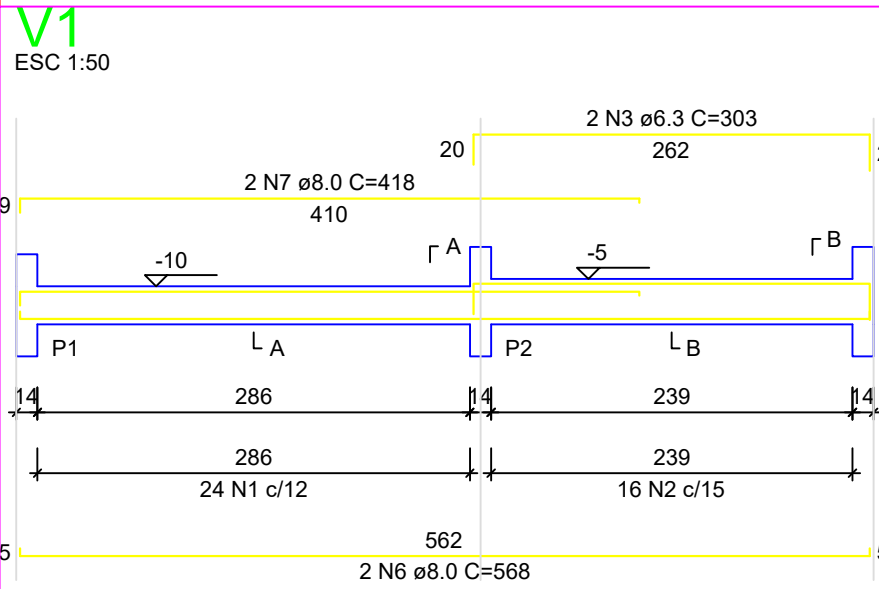 V1
ESC 1:50
2 N3 ø6.3 C=303
20
262
2 N7 ø8.0 C=418
9
410
A
B
-10
-5
P1
A
P2
B
14
286
14
239
14
286
239
24 N1 c/12
16 N2 c/15
562
5
2 N6 ø8.0 C=568